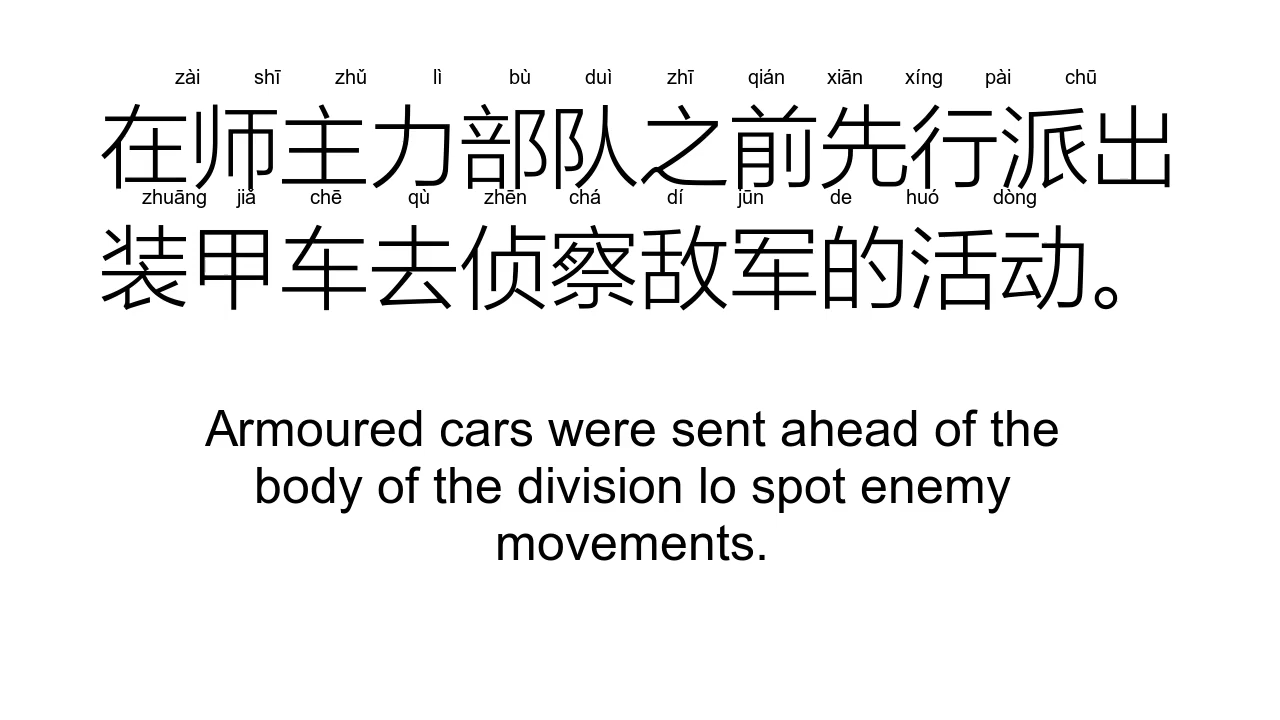 zài shī zhǔ lì bù duì zhī qián xiān xíng pài chū
在师主力部队之前先行派出
zhuāng jiǎ chē qù zhēn chá dí jūn de huó dòng
装甲车去侦察敌军的活动。
Armoured cars were sent ahead of the
body of the division lo spot enemy
movements.